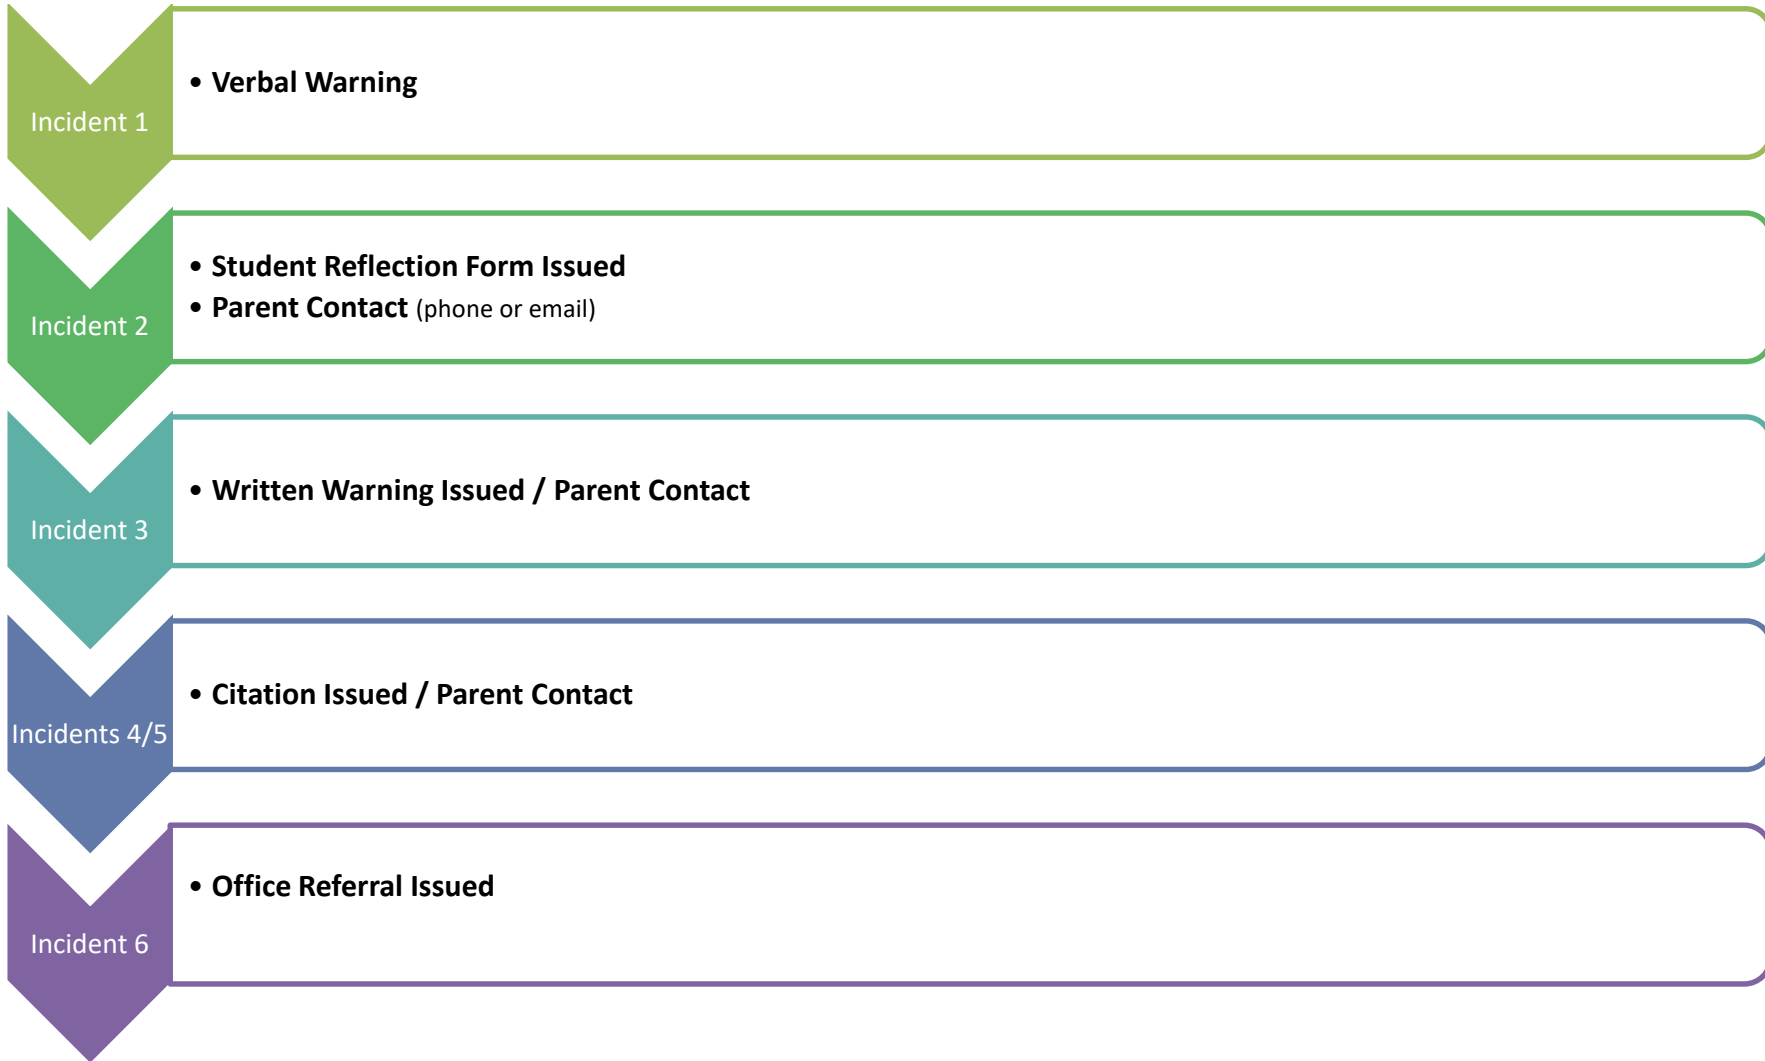 Incident 1
• Verbal Warning
Incident 2
• Student Reflection Form Issued
• Parent Contact (phone or email)
Incident 3
• Written Warning Issued / Parent Contact
Incidents 4/5
• Citation Issued / Parent Contact
Incident 6
• Office Referral Issued